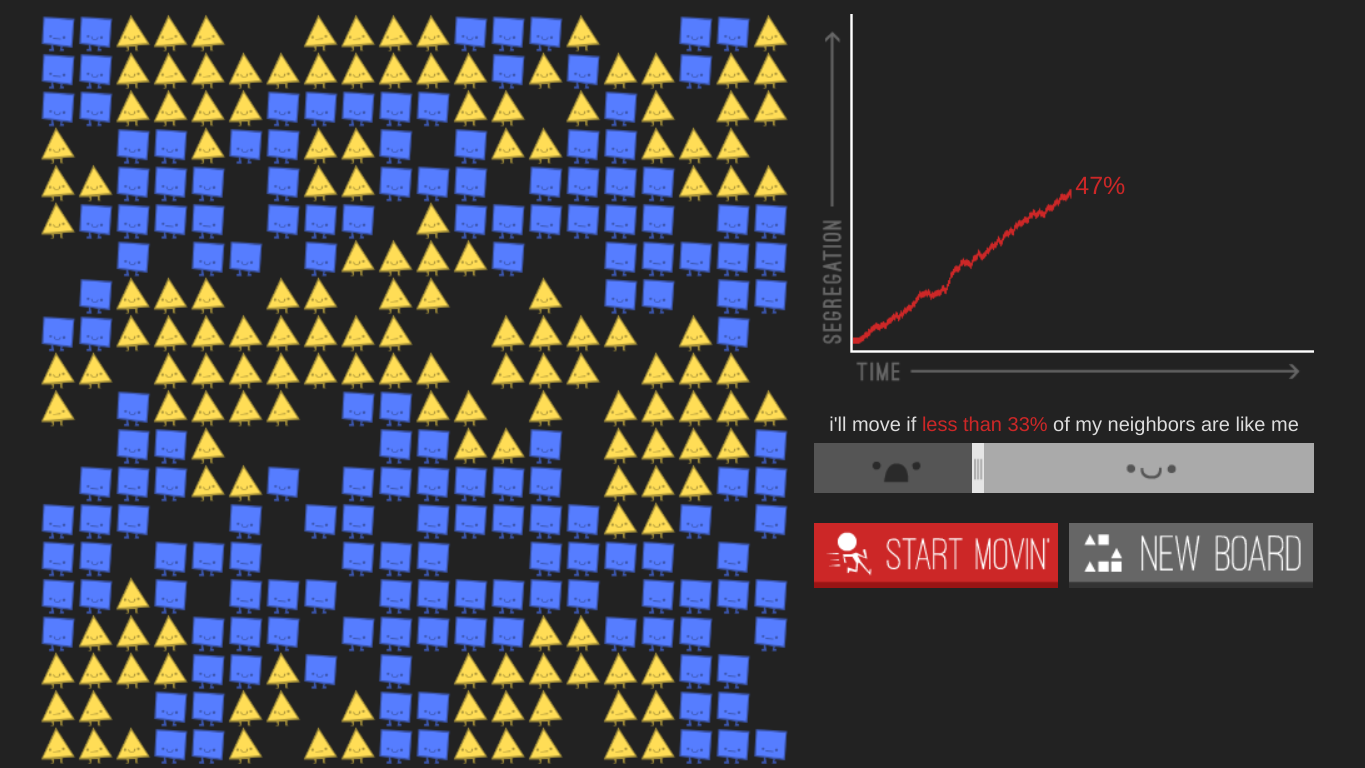 47%
SEGREGATION
TIME
i'll move if less than 33% of my neighbors are like me
START MOVIN'
NEW BOARD